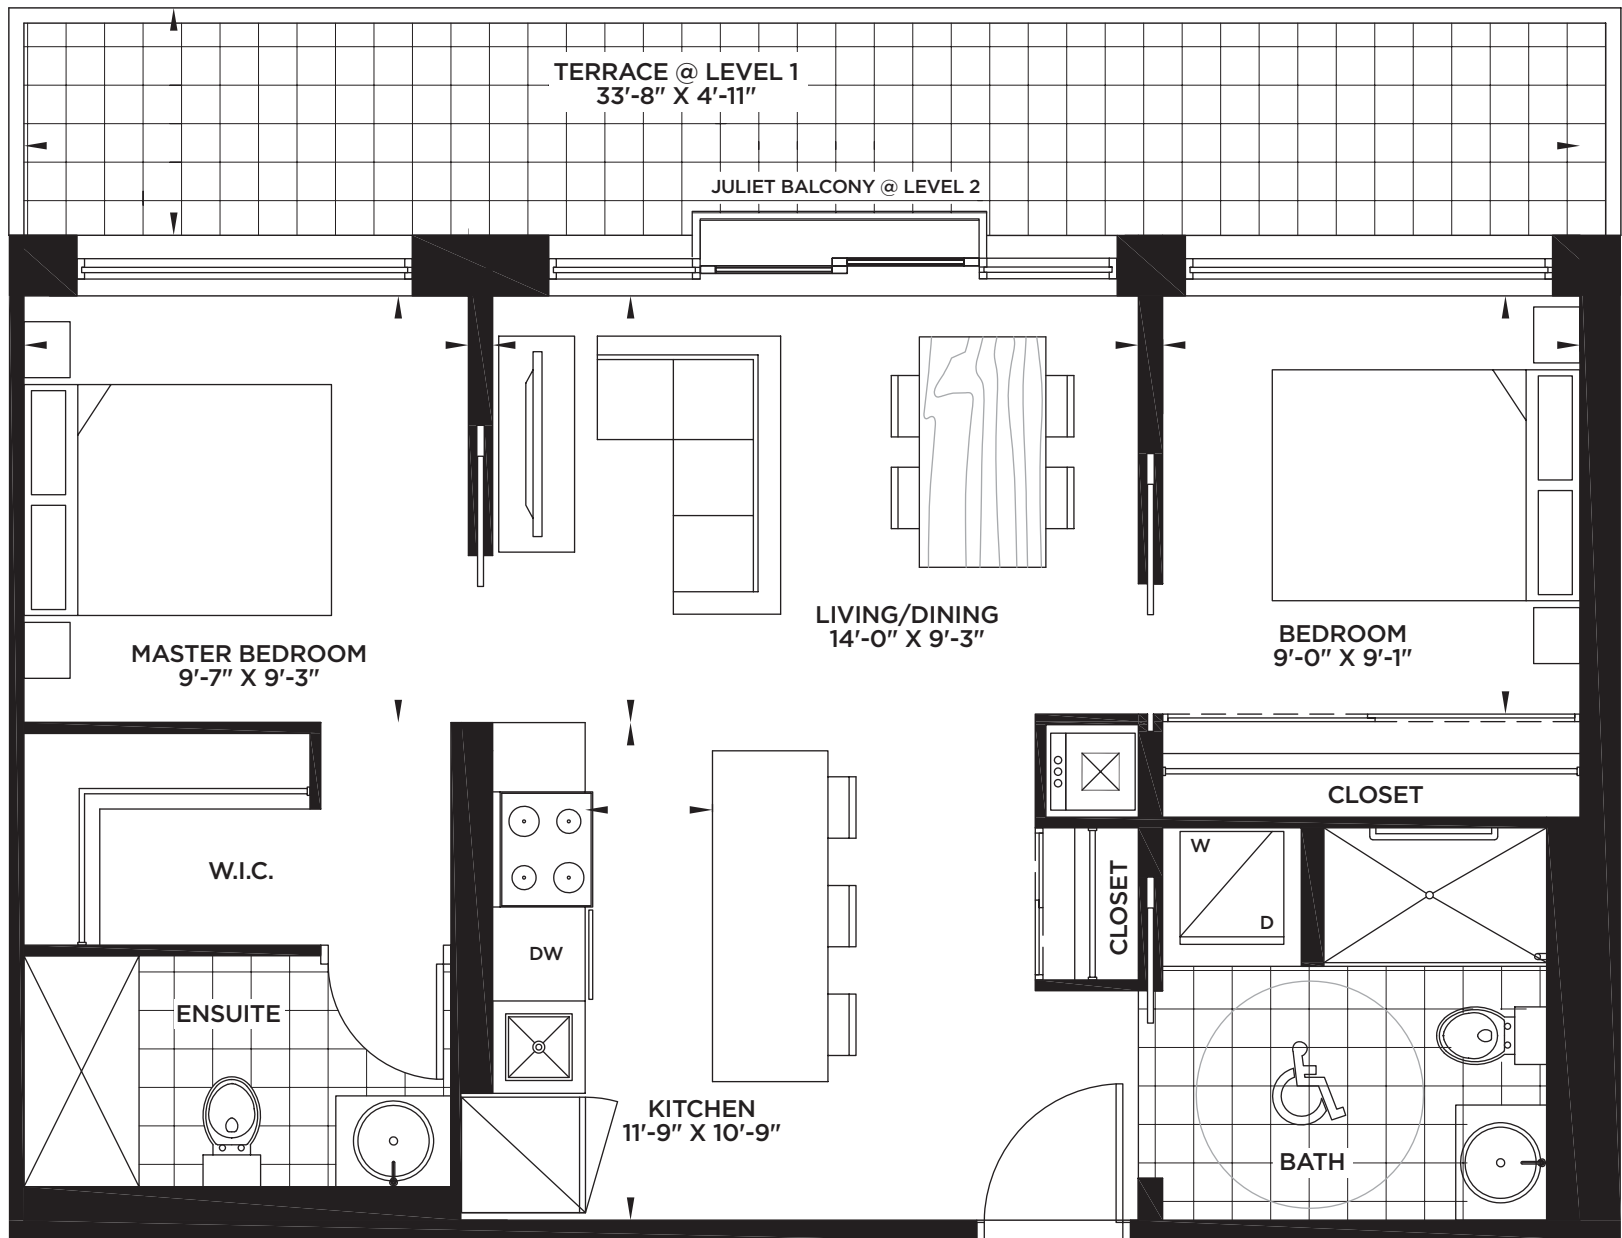 TERRACE @ LEVEL 1
33'-8" X 4'-11"
JULIET BALCONY @ LEVEL 2
LIVING/DINING
14'-0" X 9'-3"
BEDROOM
9'-0" X 9'-1"
MASTER BEDROOM
9'-7" X 9'-3"
CLOSET
W.I.C.
W
D
CLOSET
DW
ENSUITE
KITCHEN
11'-9" X 10'-9"
BATH